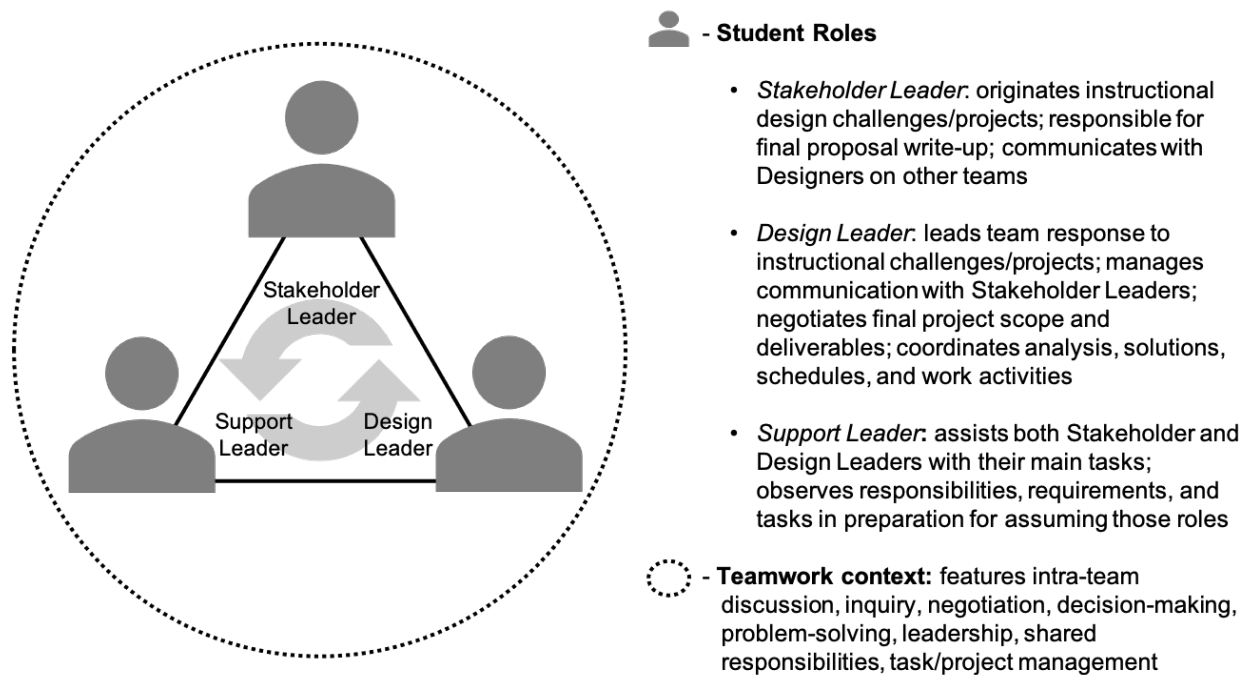 Stakeholder
Leader
Support
Leader
Design
Leader
- Student Roles
• Stakeholder Leader: originates instructional
design challenges/projects; responsible for
final proposal write-up; communicates with
Designers on other teams
• Design Leader: leads team response to
instructional challenges/projects; manages
communication with Stakeholder Leaders;
negotiates final project scope and
deliverables; coordinates analysis, solutions,
schedules, and work activities
• Support Leader: assists both Stakeholder and
Design Leaders with their main tasks;
observes responsibilities, requirements, and
tasks in preparation for assuming those roles
- Teamwork context: features intra-team
discussion, inquiry, negotiation, decision-making,
problem-solving, leadership, shared
responsibilities, task/project management